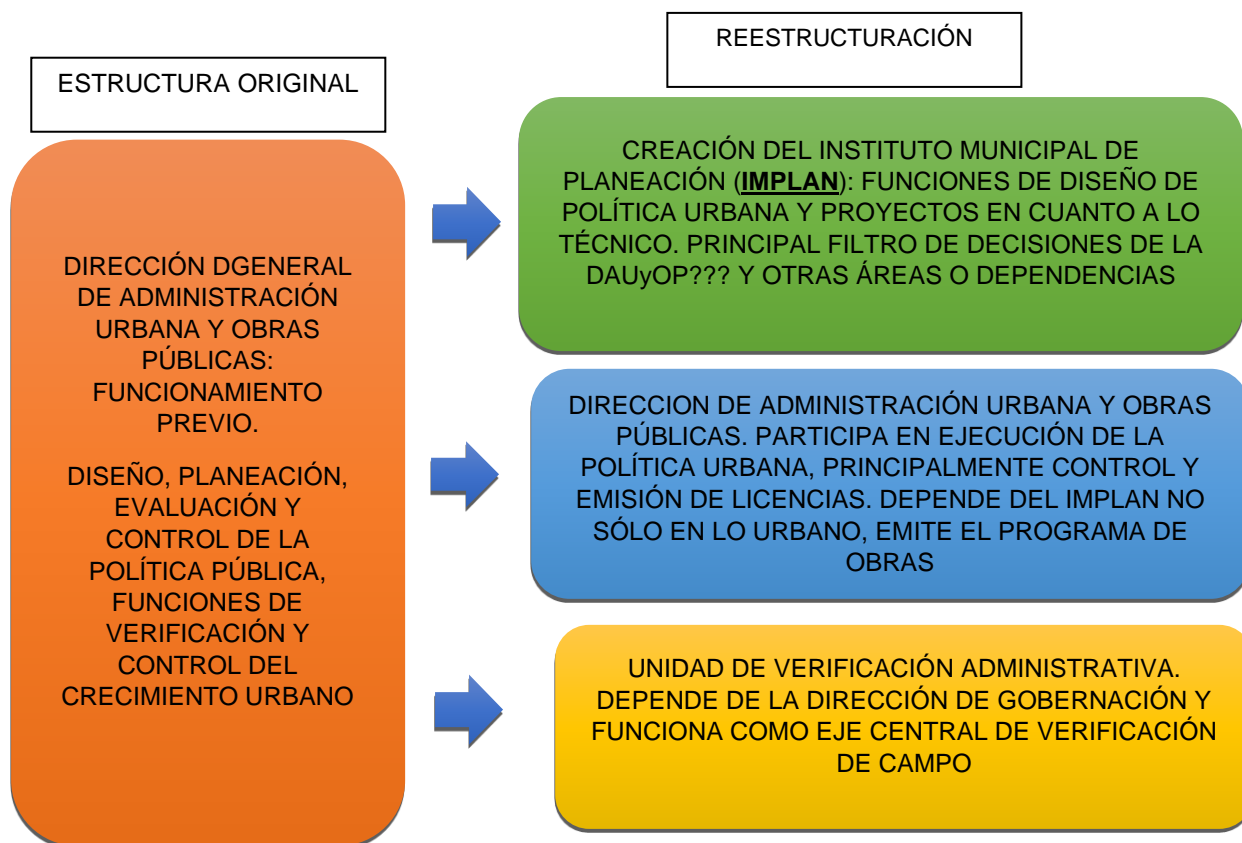 ESTRUCTURA ORIGINAL
DIRECCIÓN DGENERAL
DE ADMINISTRACIÓN
URBANA Y OBRAS
PÚBLICAS:
FUNCIONAMIENTO
PREVIO.
DISEÑO, PLANEACIÓN,
EVALUACIÓN Y
CONTROL DE LA
POLÍTICA PÚBLICA,
FUNCIONES DE
VERIFICACIÓN Y
CONTROL DEL
CRECIMIENTO URBANO
REESTRUCTURACIÓN
CREACIÓN DEL INSTITUTO MUNICIPAL DE
PLANEACIÓN (IMPLAN): FUNCIONES DE DISEÑO DE
POLÍTICA URBANA Y PROYECTOS EN CUANTO A LO
TÉCNICO. PRINCIPAL FILTRO DE DECISIONES DE LA
DAUyOP??? Y OTRAS ÁREAS O DEPENDENCIAS
DIRECCION DE ADMINISTRACIÓN URBANA Y OBRAS
PÚBLICAS. PARTICIPA EN EJECUCIÓN DE LA
POLÍTICA URBANA, PRINCIPALMENTE CONTROL Y
EMISIÓN DE LICENCIAS. DEPENDE DEL IMPLAN NO
SÓLO EN LO URBANO, EMITE EL PROGRAMA DE
OBRAS
UNIDAD DE VERIFICACIÓN ADMINISTRATIVA.
DEPENDE DE LA DIRECCIÓN DE GOBERNACIÓN Y
FUNCIONA COMO EJE CENTRAL DE VERIFICACIÓN
DE CAMPO